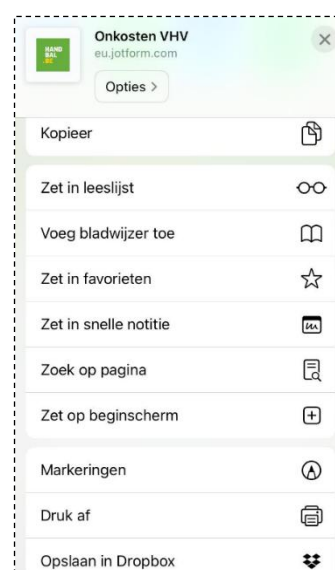 HAND
BAL
.BE
Onkosten VHV
eu.jotform.com
Opties >
Kopieer
Zet in leeslijst
Voeg bladwijzer toe
Zet in favorieten
Zet in snelle notitie
Zoek op pagina
Zet op beginscherm
Markeringen
Druk af
Opslaan in Dropbox